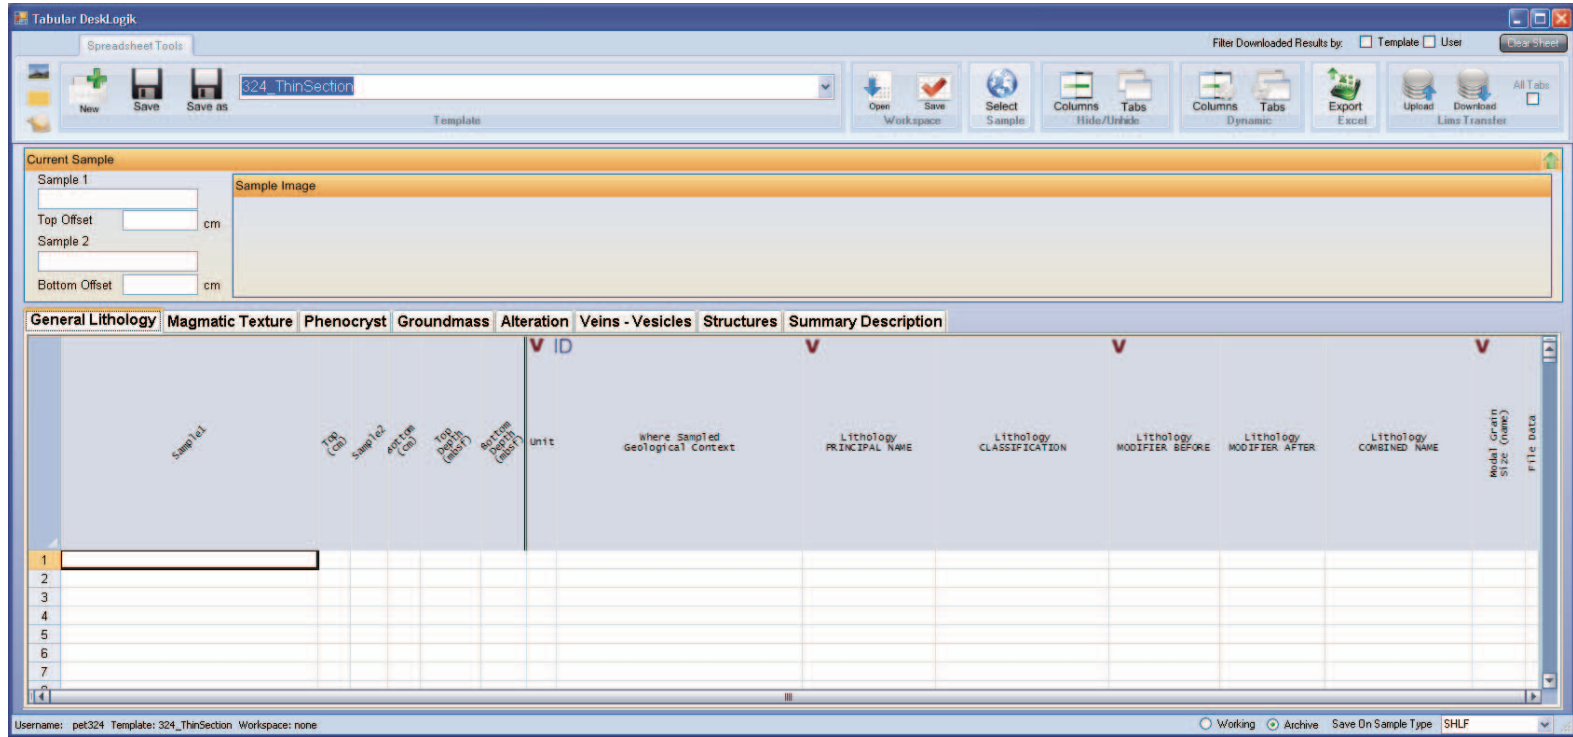 Tabular DeskLogik
Spreadsheet Tools
Filter Downloaded Results by: Template User Clear Sheet
324_ThinSection
New Save Save as
Template
Open Save
Workspace
Select
Sample
Columns Tabs
Hide/Unhide
Columns Tabs
Dynamic
Export
Excel
Upload Download
Lims Transfer
All Tabs
Current Sample
Sample 1
Top Offset cm
Sample 2
Bottom Offset cm
Sample Image
General Lithology Magmatic Texture Phenocryst Groundmass Alteration Veins - Vesicles Structures Summary Description
V ID V V V
Sample1
Top
(cm)
Sample2
Bottom
(cm)
Top
Depth
(mbsf)
Bottom
Depth
(mbsf)
Unit
Where Sampled
Geological Context
Lithology
PRINCIPAL NAME
Lithology
CLASSIFICATION
Lithology
MODIFIER BEFORE
Lithology
MODIFIER AFTER
Lithology
COMBINED NAME
Modal Grain
Size (name)
File Data
1
2
3
4
5
6
7
Username: pet324 Template: 324_ThinSection Workspace: none
Working Archive Save On Sample Type SHLF